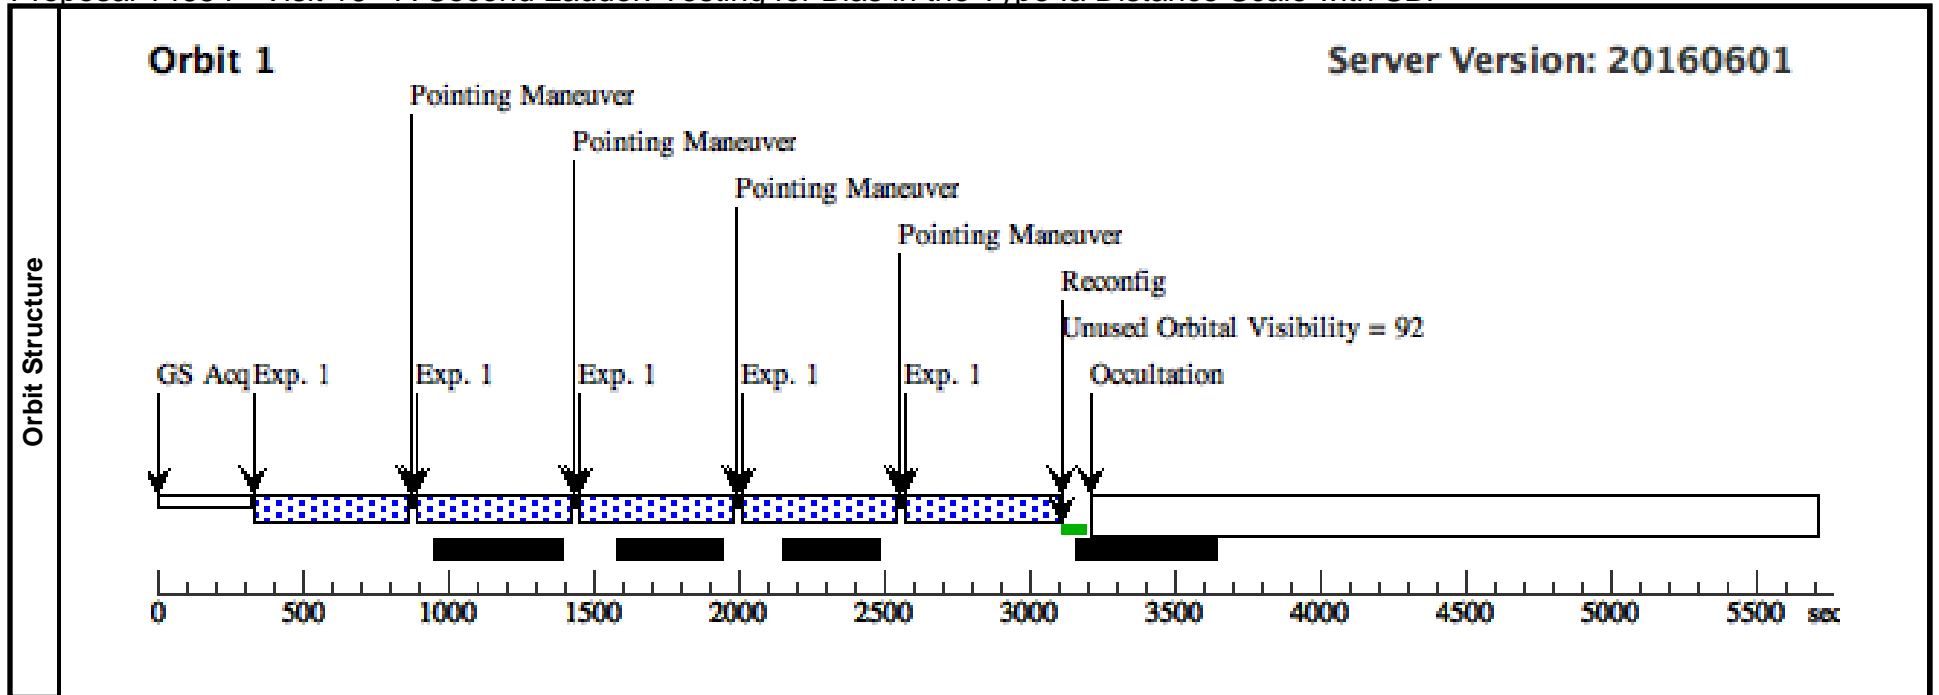 Orbit 1
Server Version: 20160601
Pointing Maneuver
Pointing Maneuver
Pointing Maneuver
Pointing Maneuver
Reconfig
Unused Orbital Visibility = 92
GS Acq Exp. 1 Exp. 1 Exp. 1 Exp. 1 Exp. 1 Occultation
Orbit Structure
0 500 1000 1500 2000 2500 3000 3500 4000 4500 5000 5500 sec